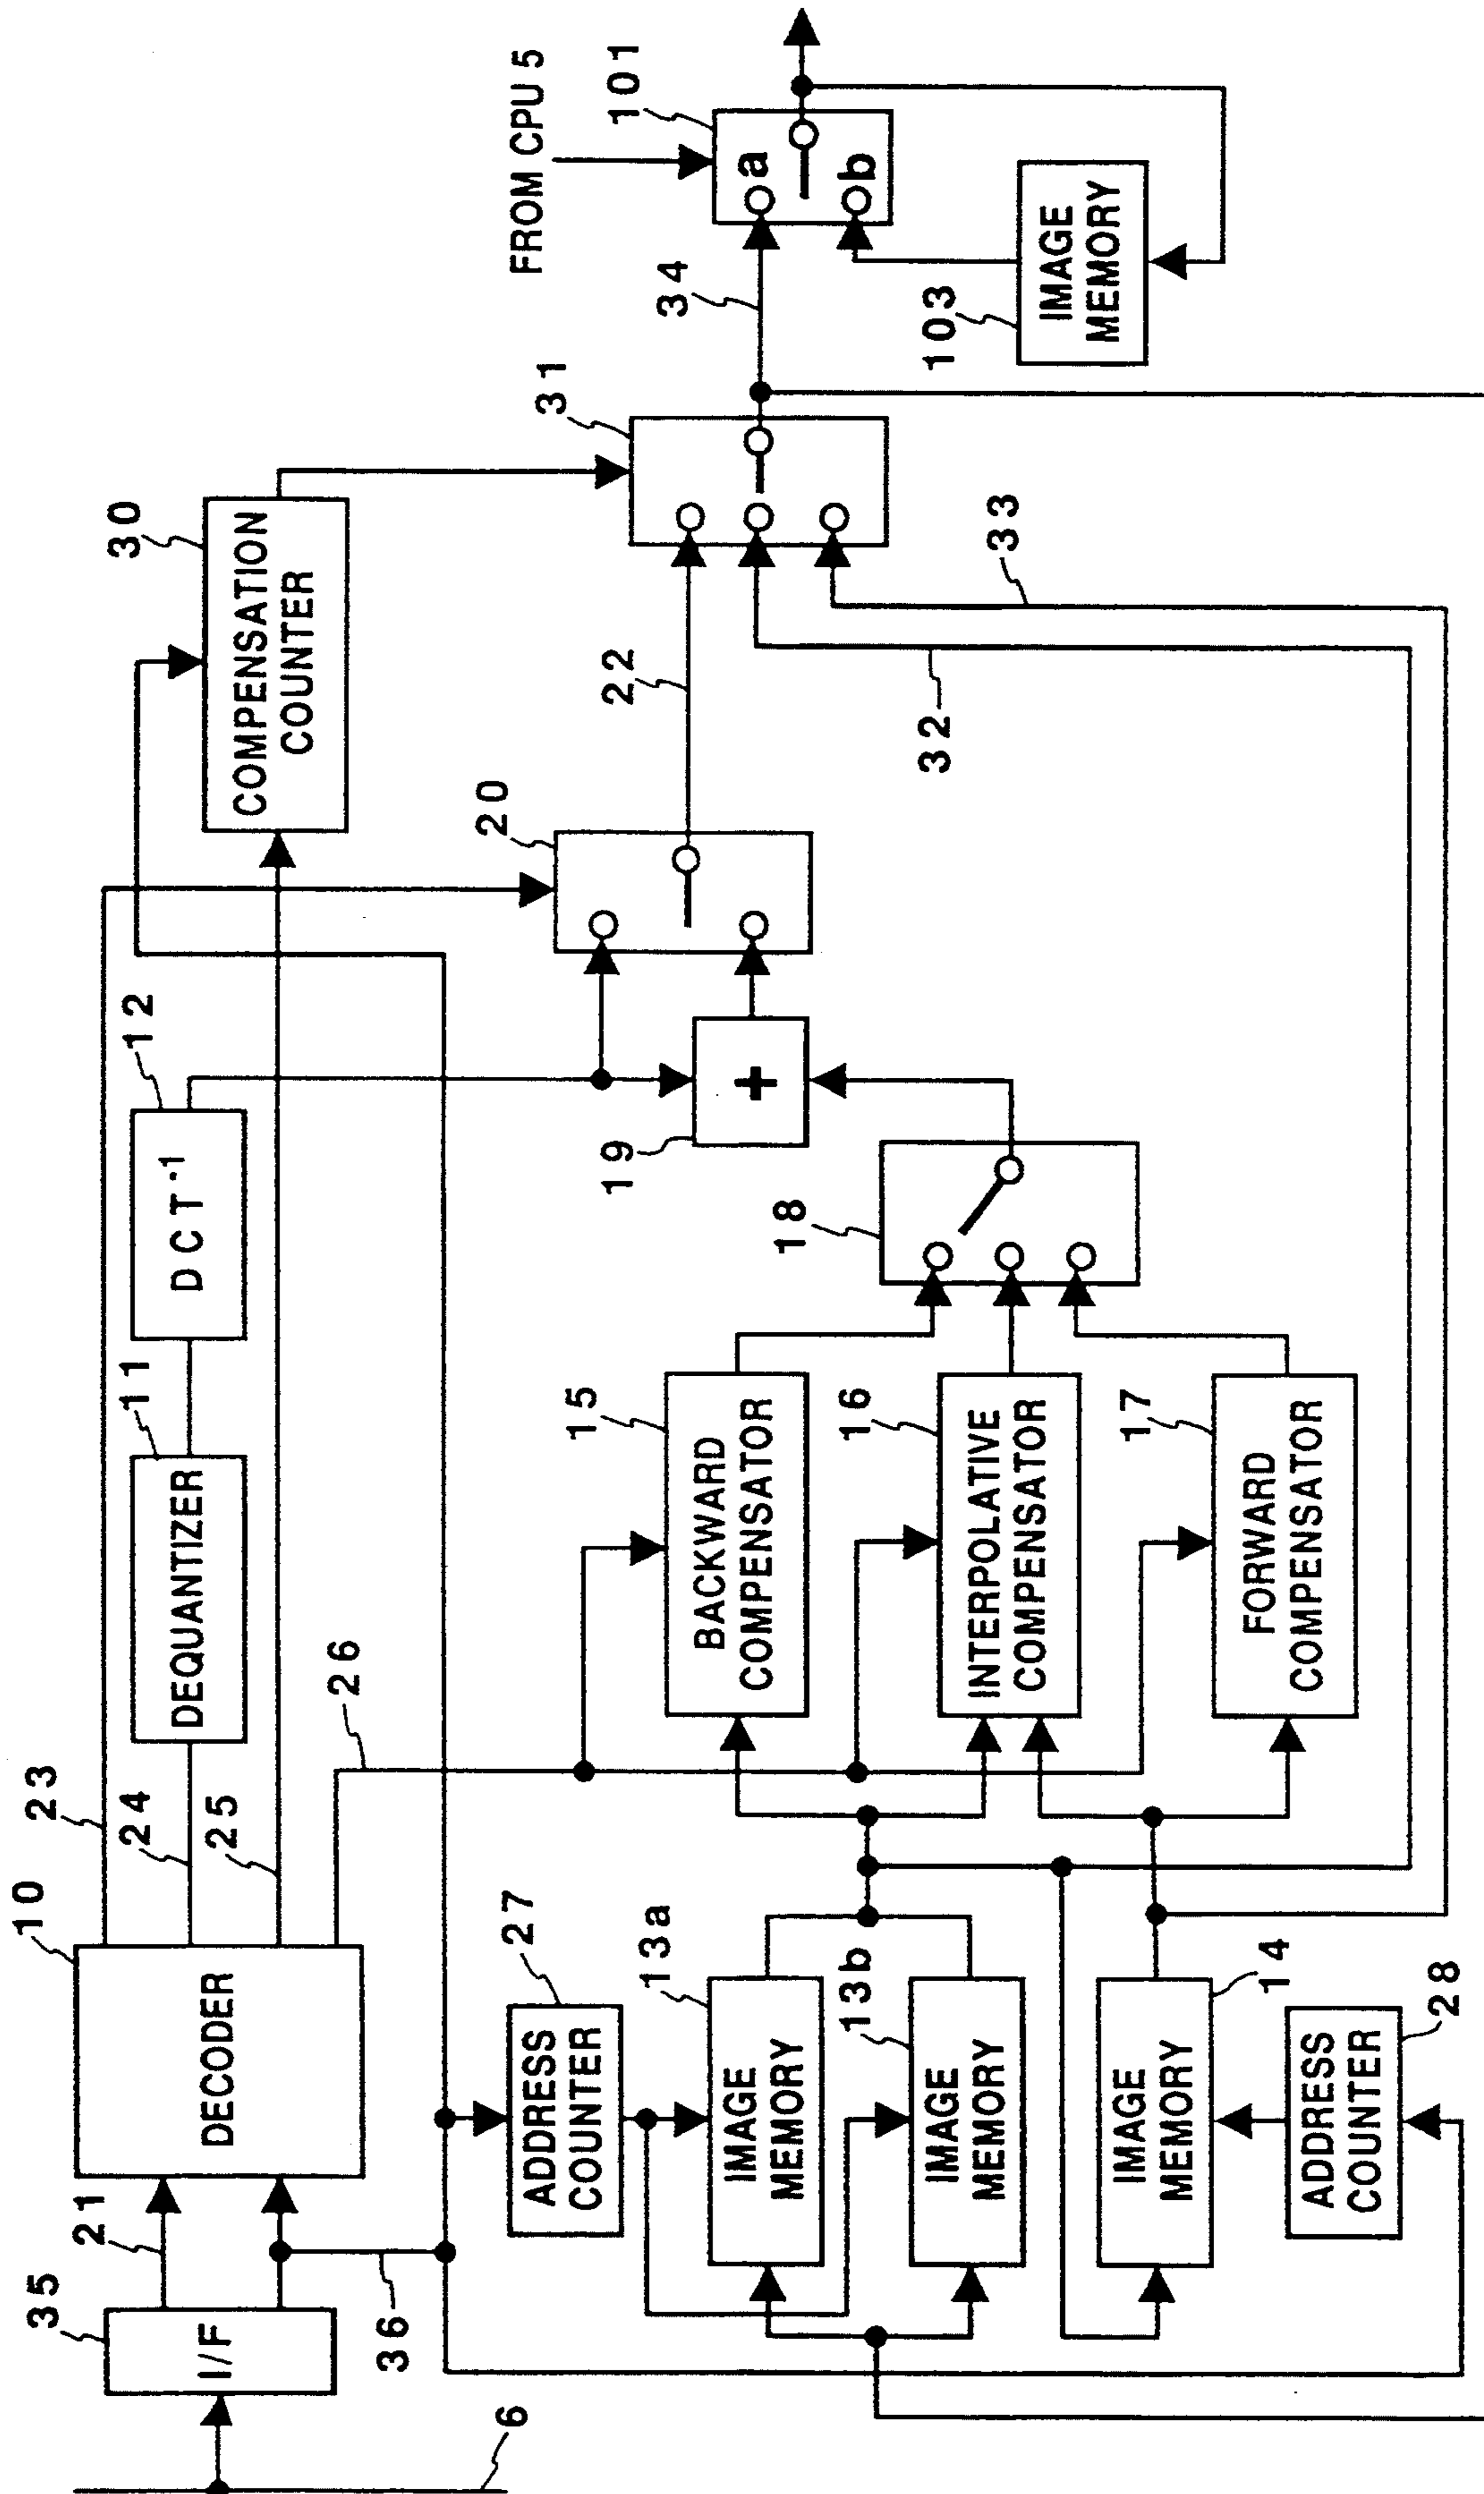 35
I/F
21
36
6
10
DECODER
23
24
25
26
11
DEQUANTIZER
12
DCT-1
30
COMPENSATION
COUNTER
27
ADDRESS
COUNTER
13a
IMAGE
MEMORY
13b
IMAGE
MEMORY
14
IMAGE
MEMORY
28
ADDRESS
COUNTER
15
BACKWARD
COMPENSATOR
16
INTERPOLATIVE
COMPENSATOR
17
FORWARD
COMPENSATOR
18
19
+
20
22
31
32
33
34
FROM CPU 5
101
a
b
103
IMAGE
MEMORY